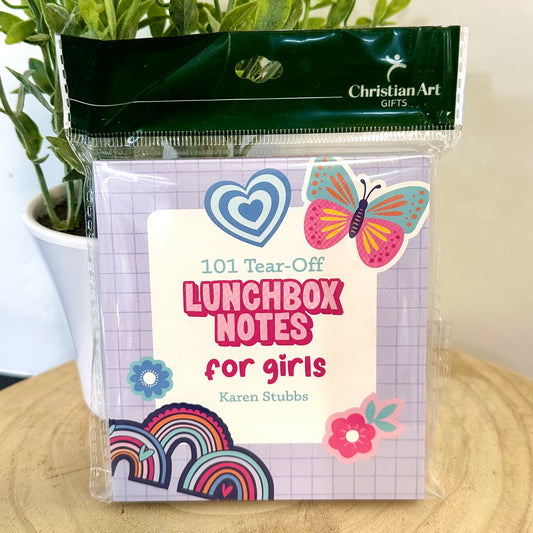 Christian Art
GIFTS
101 Tear-Off
LUNCHBOX
NOTES
for girls
Karen Stubbs